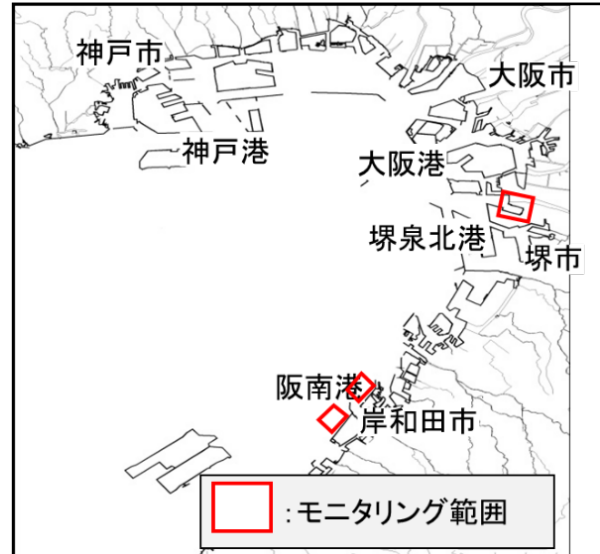 神戸市
大阪市
神戸港
大阪港
堺泉北港
堺市
阪南港
岸和田市
：モニタリング範囲